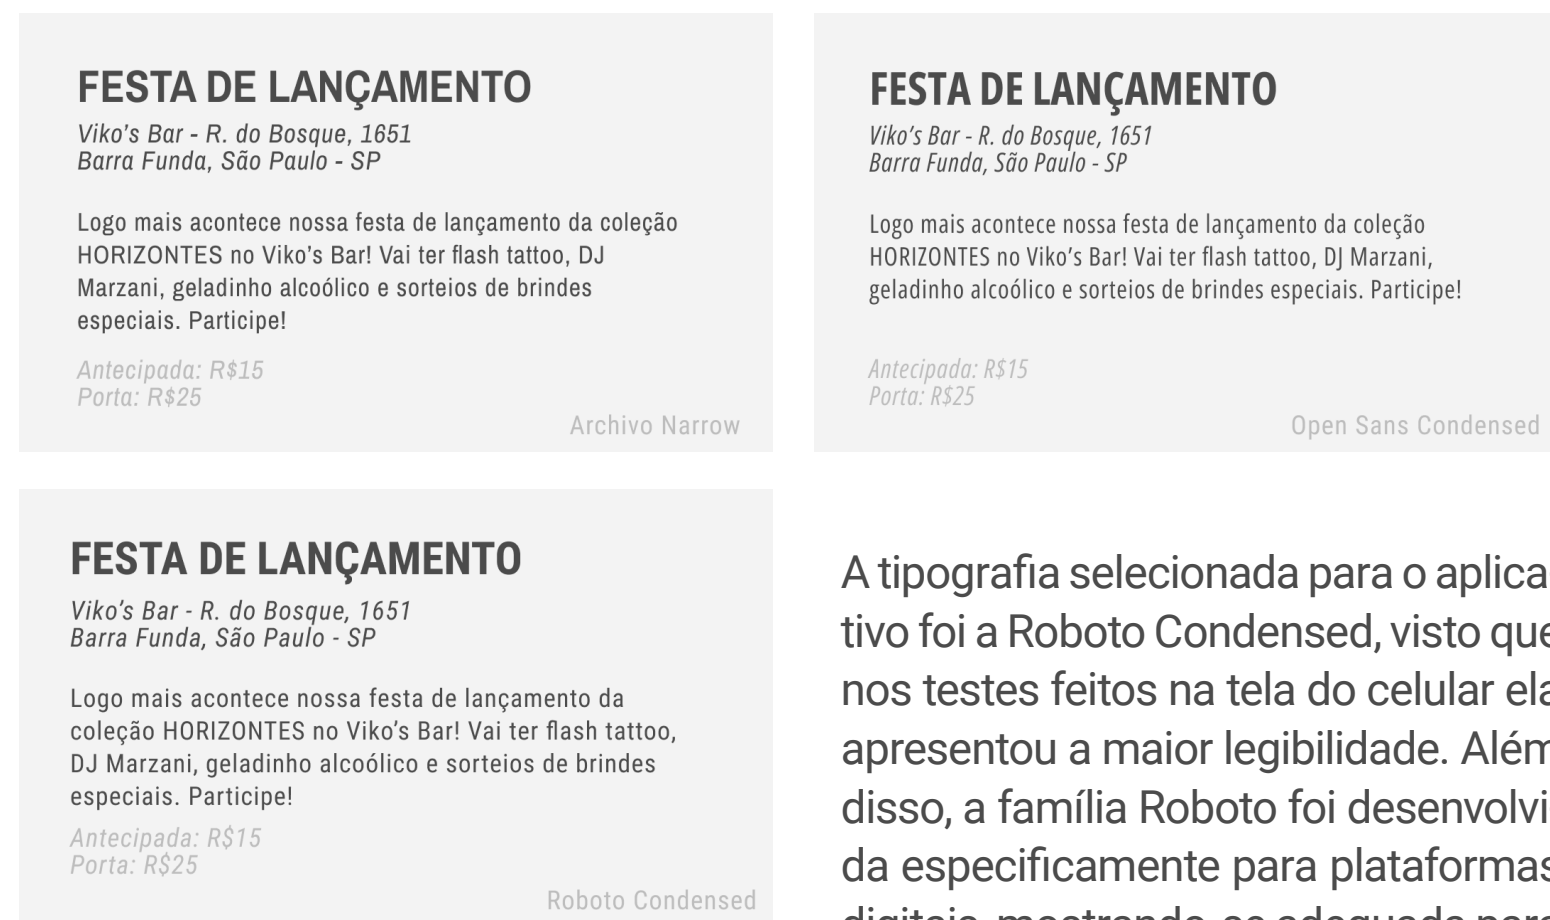 FESTA DE LANÇAMENTO
Viko's Bar - R. do Bosque, 1651
Barra Funda, São Paulo - SP
Logo mais acontece nossa festa de lançamento da coleção
HORIZONTES no Viko's Bar! Vai ter flash tattoo, DJ
Marzani, geladinho alcoólico e sorteios de brindes
especiais. Participe!
Antecipada: R$15
Porta: R$25
Archivo Narrow
FESTA DE LANÇAMENTO
Viko's Bar - R. do Bosque, 1651
Barra Funda, São Paulo - SP
Logo mais acontece nossa festa de lançamento da coleção
HORIZONTES no Viko's Bar! Vai ter flash tattoo, DJ Marzani,
geladinho alcoólico e sorteios de brindes especiais. Participe!
Antecipada: R$15
Porta: R$25
Open Sans Condensed
FESTA DE LANÇAMENTO
Viko's Bar - R. do Bosque, 1651
Barra Funda, São Paulo - SP
Logo mais acontece nossa festa de lançamento da
coleção HORIZONTES no Viko's Bar! Vai ter flash tattoo,
DJ Marzani, geladinho alcoólico e sorteios de brindes
especiais. Participe!
Antecipada: R$15
Porta: R$25
Roboto Condensed
A tipografia selecionada para o aplica
tivo foi a Roboto Condensed, visto que
nos testes feitos na tela do celular ela
apresentou a maior legibilidade. Além
disso, a família Roboto foi desenvolvi
da especificamente para plataformas
digitais, mostrando-se adequada para